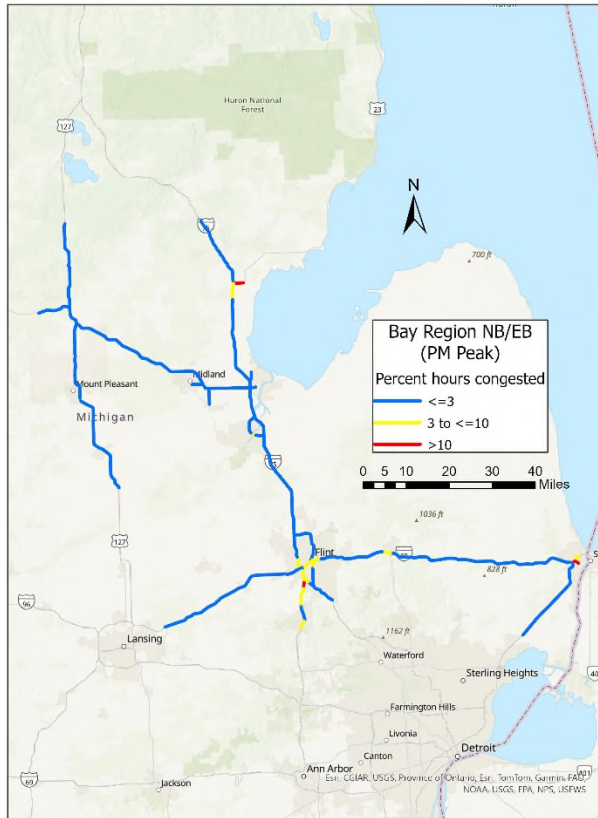 Huron National
Forest
23
127
75
N
700 ft
Bay Region NB/EB
(PM Peak)
Percent hours congested
<=3
3 to <=10
>10
0 5 10 20 30 40
Miles
Midland
Mount Pleasant
Michigan
75
1036 ft
127
Flint
69
828 ft
S
96
Lansing
1162 ft
Waterford
Sterling Heights
40
Farmington Hills
Livonia
Canton
Detroit
Ann Arbor
401
Esri, CGIAR, USGS, Province of Ontario, Esri, TomTom, Garmin, FAO,
NOAA, USGS, EPA, NPS, USFWS
69
Jackson